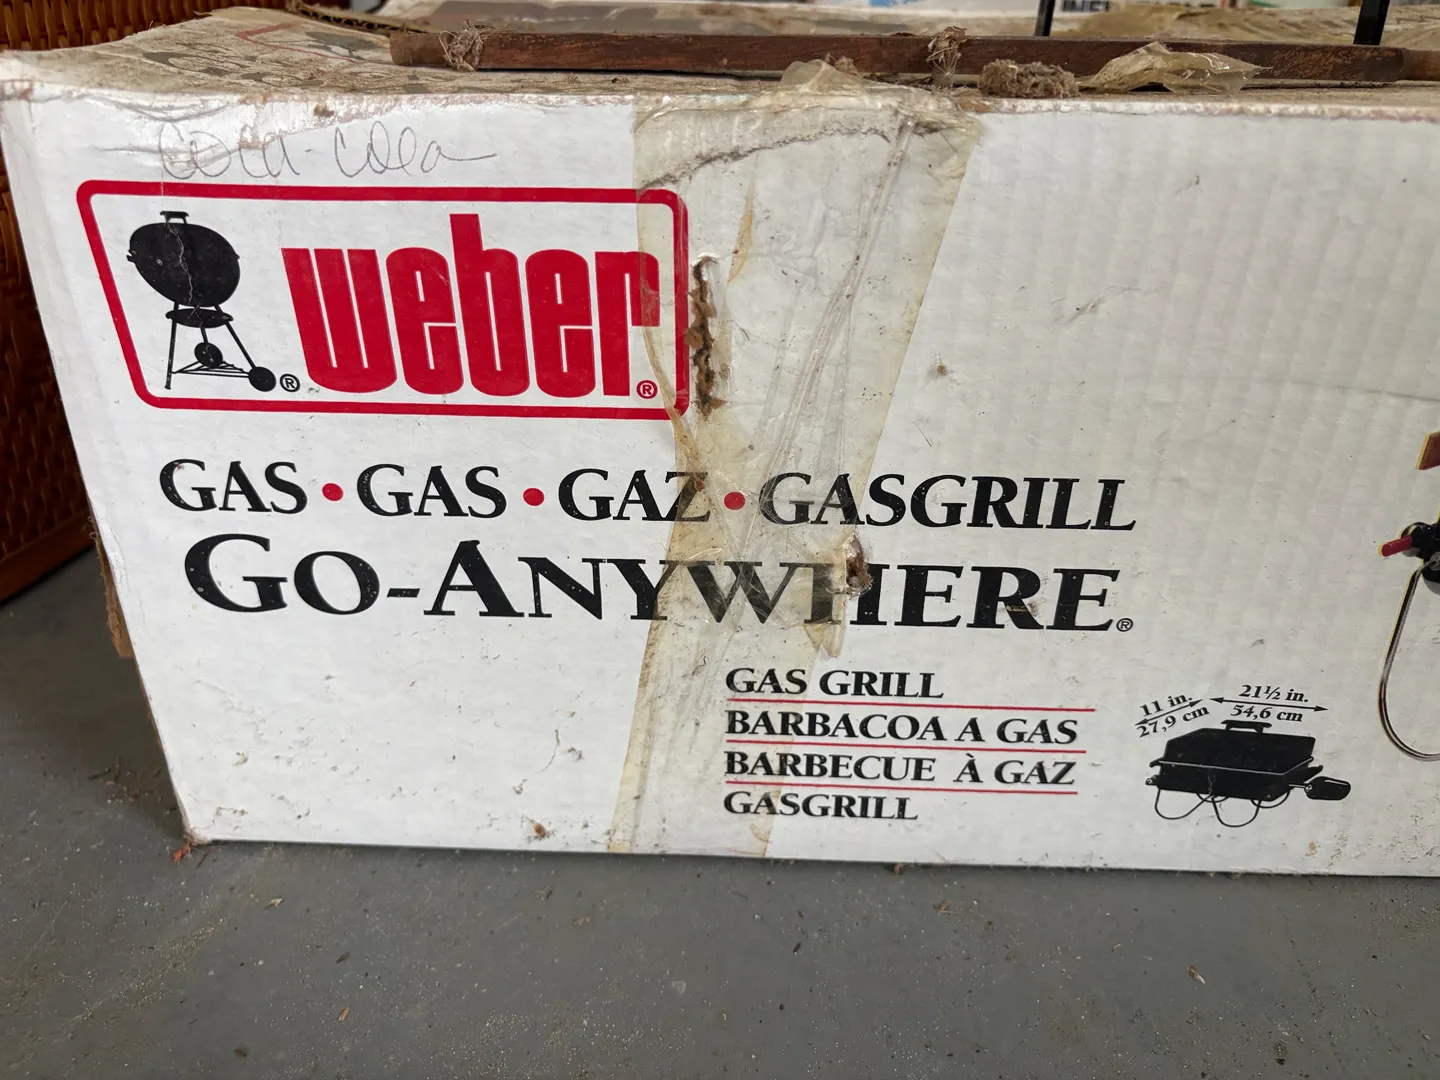 Coca-Cola
weber®
®
GAS • GAS • GAZ • GASGRILL
GO-ANYWHERE®
GAS GRILL
BARBACOA A GAS
BARBECUE À GAZ
GASGRILL
11 in.
27,9 cm
21½ in.
54,6 cm